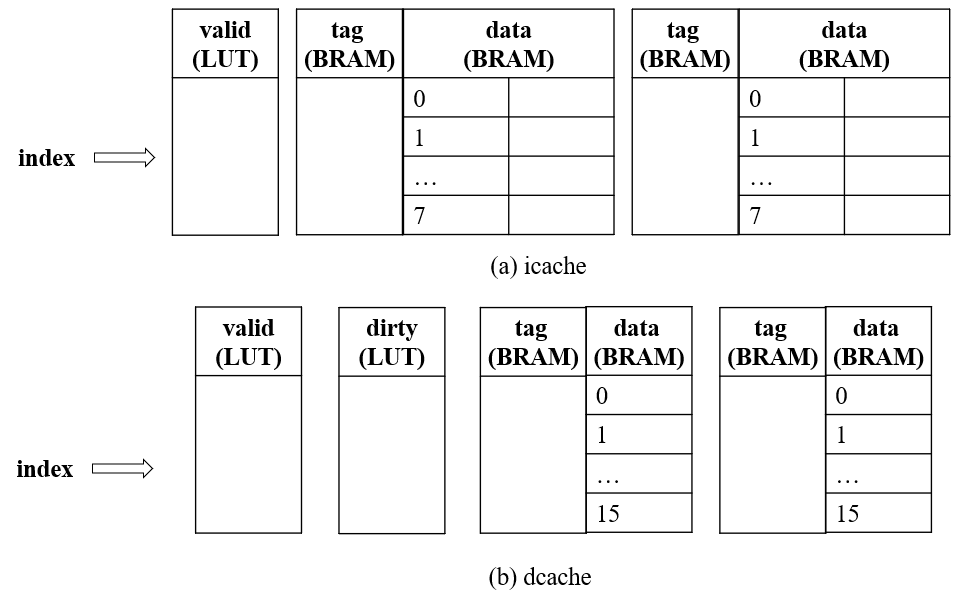 valid
(LUT)
tag
(BRAM)
data
(BRAM)
tag
(BRAM)
data
(BRAM)
0
1
…
7
0
1
…
7
index
(a) icache
valid
(LUT)
dirty
(LUT)
tag
(BRAM)
data
(BRAM)
tag
(BRAM)
data
(BRAM)
0
1
…
15
0
1
…
15
index
(b) dcache